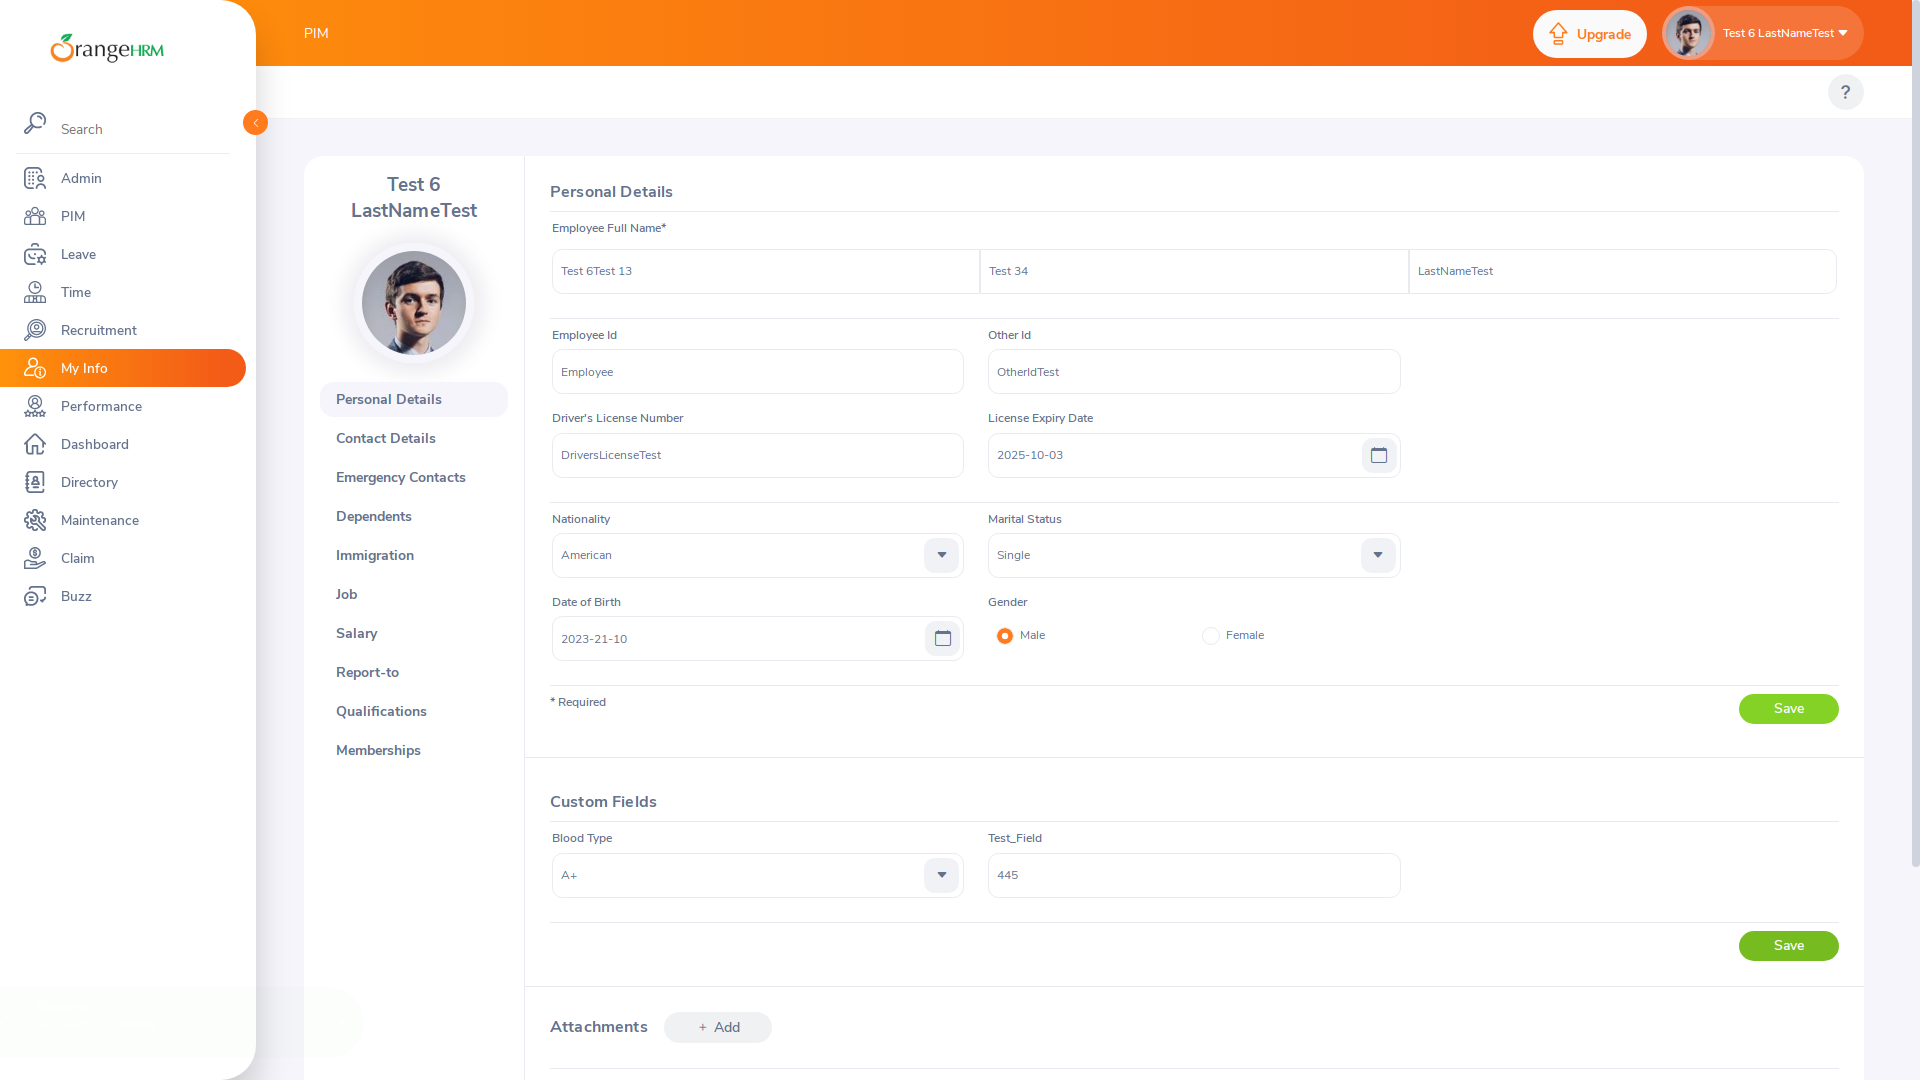 OrangeHRM
PIM
Upgrade
Test 6 LastNameTest
?
Search
Admin
PIM
Leave
Time
Recruitment
My Info
Performance
Dashboard
Directory
Maintenance
Claim
Buzz
Test 6
LastNameTest
Personal Details
Contact Details
Emergency Contacts
Dependents
Immigration
Job
Salary
Report-to
Qualifications
Memberships
Personal Details
Employee Full Name*
Test 6Test 13 Test 34 LastNameTest
Employee Id Other Id
Employee OtherIdTest
Driver's License Number License Expiry Date
DriversLicenseTest 2025-10-03
Nationality Marital Status
American Single
Date of Birth Gender
2023-21-10 Male Female
* Required Save
Custom Fields
Blood Type Test_Field
A+ 445
Save
Attachments + Add